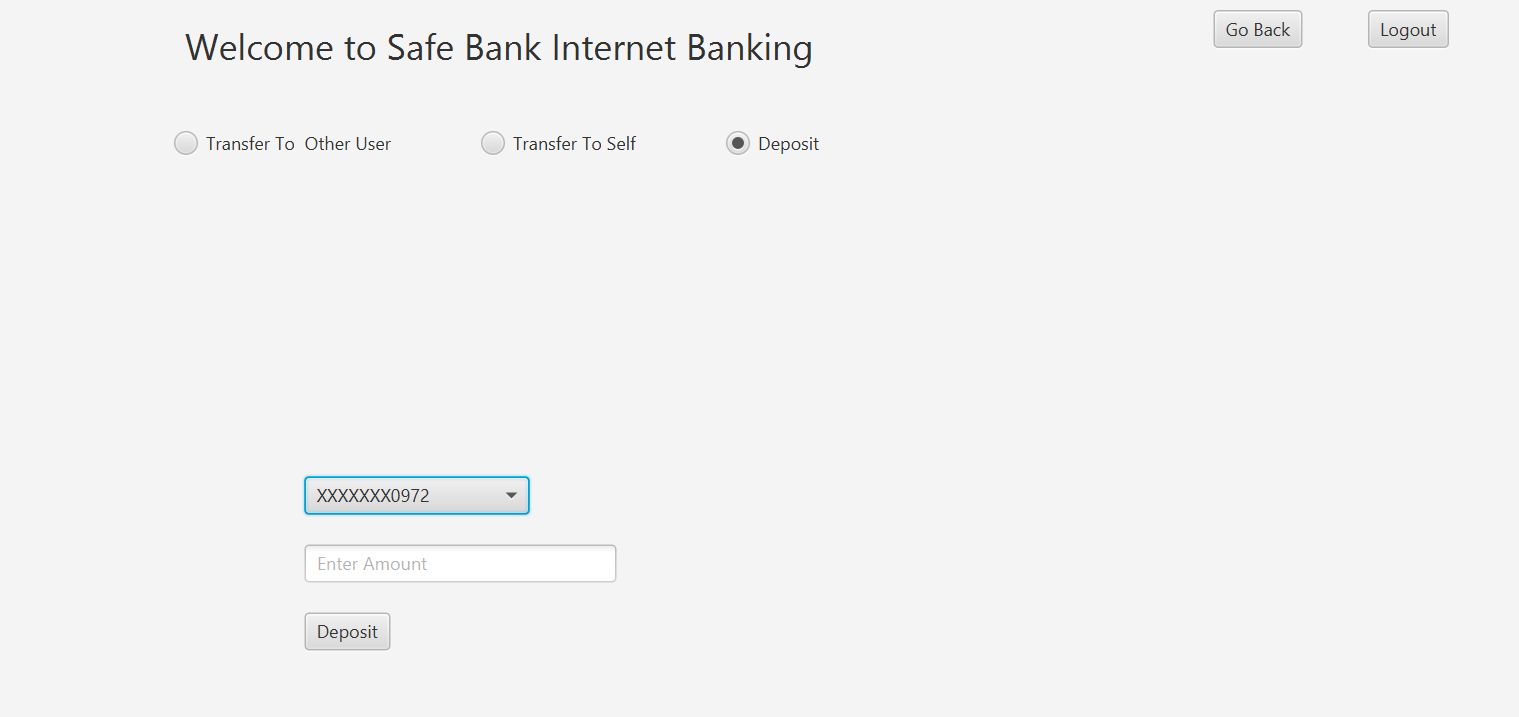 Welcome to Safe Bank Internet Banking
Go Back
Logout
Transfer To  Other User
Transfer To Self
Deposit
XXXXXXX0972
Enter Amount
Deposit